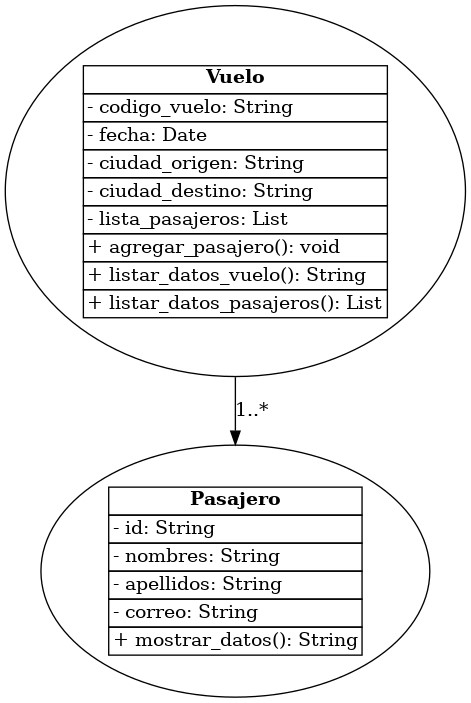 Vuelo
- codigo_vuelo: String
- fecha: Date
- ciudad_origen: String
- ciudad_destino: String
- lista_pasajeros: List
+ agregar_pasajero(): void
+ listar_datos_vuelo(): String
+ listar_datos_pasajeros(): List
1..*
Pasajero
- id: String
- nombres: String
- apellidos: String
- correo: String
+ mostrar_datos(): String